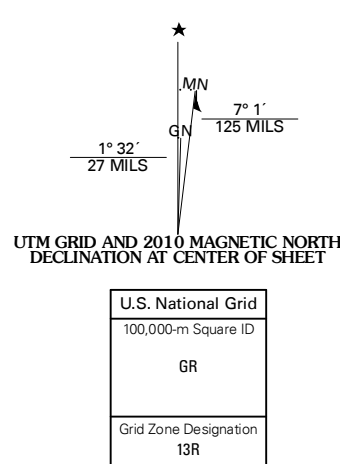 ★
MN
7° 1´
125 MILS
GN
1° 32´
27 MILS
UTM GRID AND 2010 MAGNETIC NORTH
DECLINATION AT CENTER OF SHEET
U.S. National Grid
100,000-m Square ID
GR
Grid Zone Designation
13R